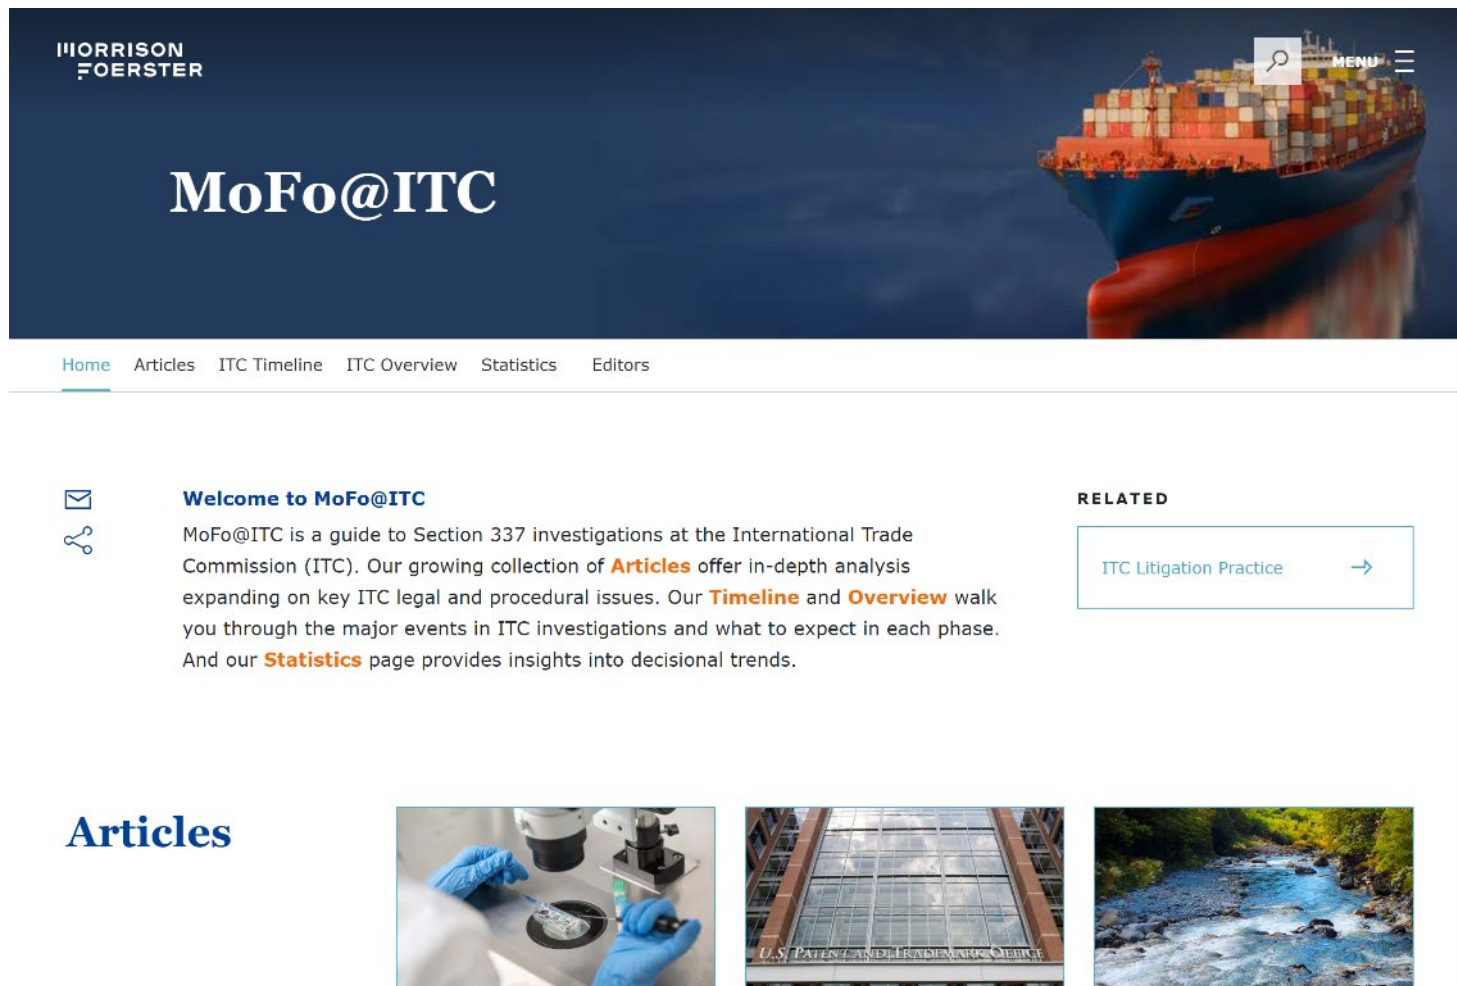 MORRISON
FOERSTER
MENU
MoFo@ITC
Home Articles ITC Timeline ITC Overview Statistics Editors
Welcome to MoFo@ITC
MoFo@ITC is a guide to Section 337 investigations at the International Trade
Commission (ITC). Our growing collection of Articles offer in-depth analysis
expanding on key ITC legal and procedural issues. Our Timeline and Overview walk
you through the major events in ITC investigations and what to expect in each phase.
And our Statistics page provides insights into decisional trends.
RELATED
ITC Litigation Practice
Articles
U.S. PATENT AND TRADEMARK OFFICE